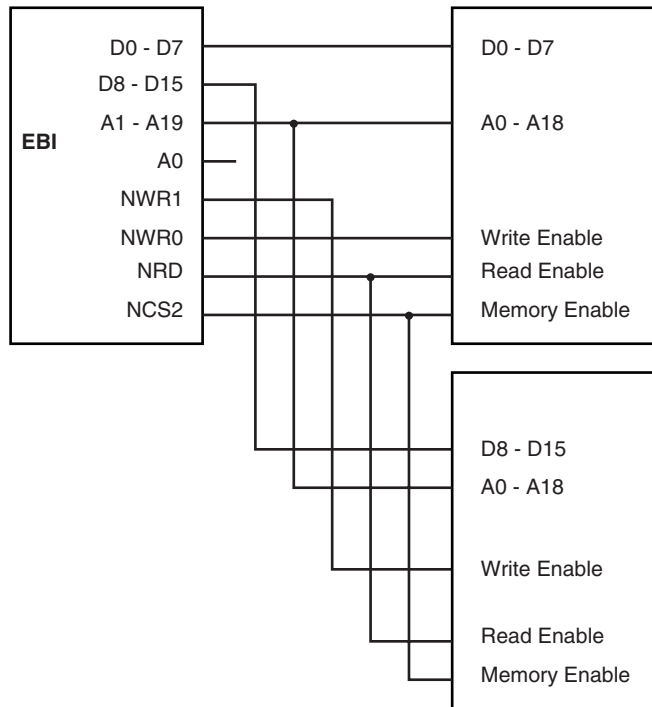 EBI
D0 - D7
D8 - D15
A1 - A19
A0
NWR1
NWR0
NRD
NCS2
D0 - D7
A0 - A18
Write Enable
Read Enable
Memory Enable
D8 - D15
A0 - A18
Write Enable
Read Enable
Memory Enable